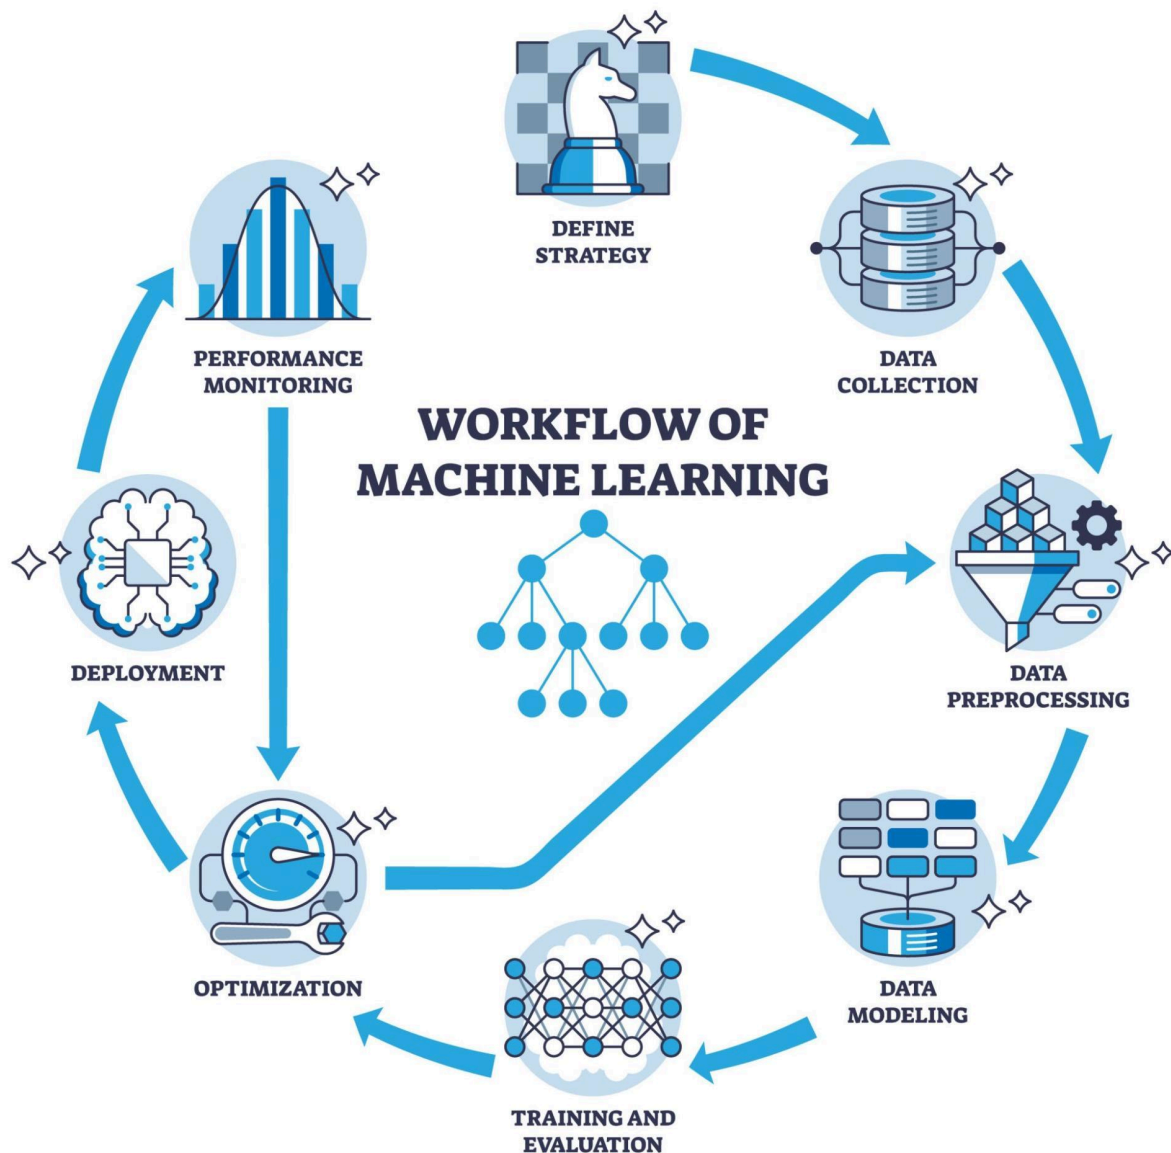 WORKFLOW OF
MACHINE LEARNING
DEFINE
STRATEGY
DATA
COLLECTION
DATA
PREPROCESSING
DATA
MODELING
TRAINING AND
EVALUATION
OPTIMIZATION
DEPLOYMENT
PERFORMANCE
MONITORING